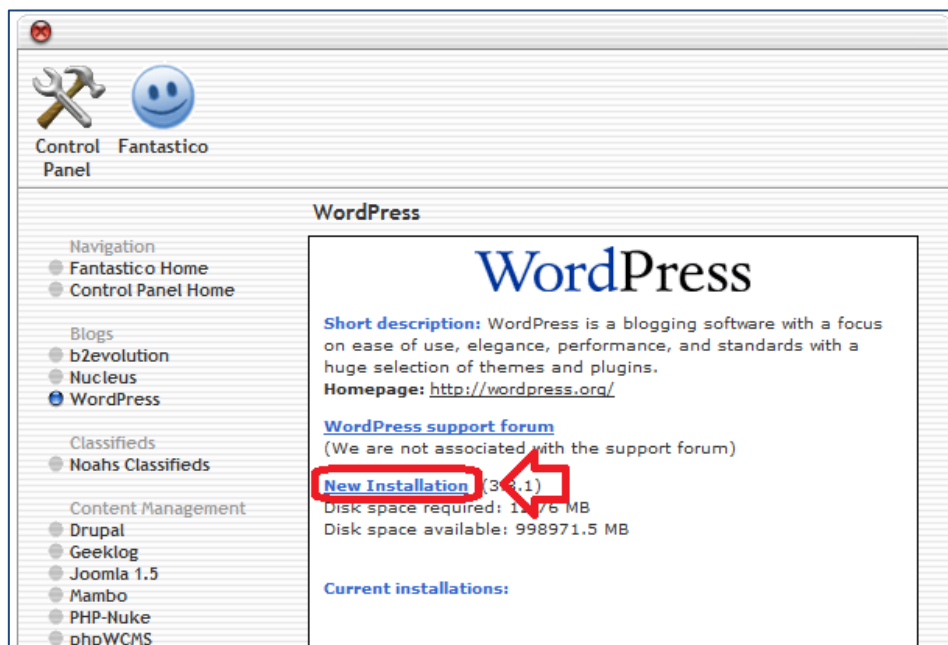 Control Panel
Fantastico
WordPress
Navigation
Fantastico Home
Control Panel Home
Blogs
b2evolution
Nucleus
WordPress
Classifieds
Noahs Classifieds
Content Management
Drupal
Geeklog
Joomla 1.5
Mambo
PHP-Nuke
phpWCMS
WordPress
Short description: WordPress is a blogging software with a focus
on ease of use, elegance, performance, and standards with a
huge selection of themes and plugins.
Homepage: http://wordpress.org/
WordPress support forum
(We are not associated with the support forum)
New Installation
Disk space required: MB
Disk space available: 998971.5 MB
Current installations: